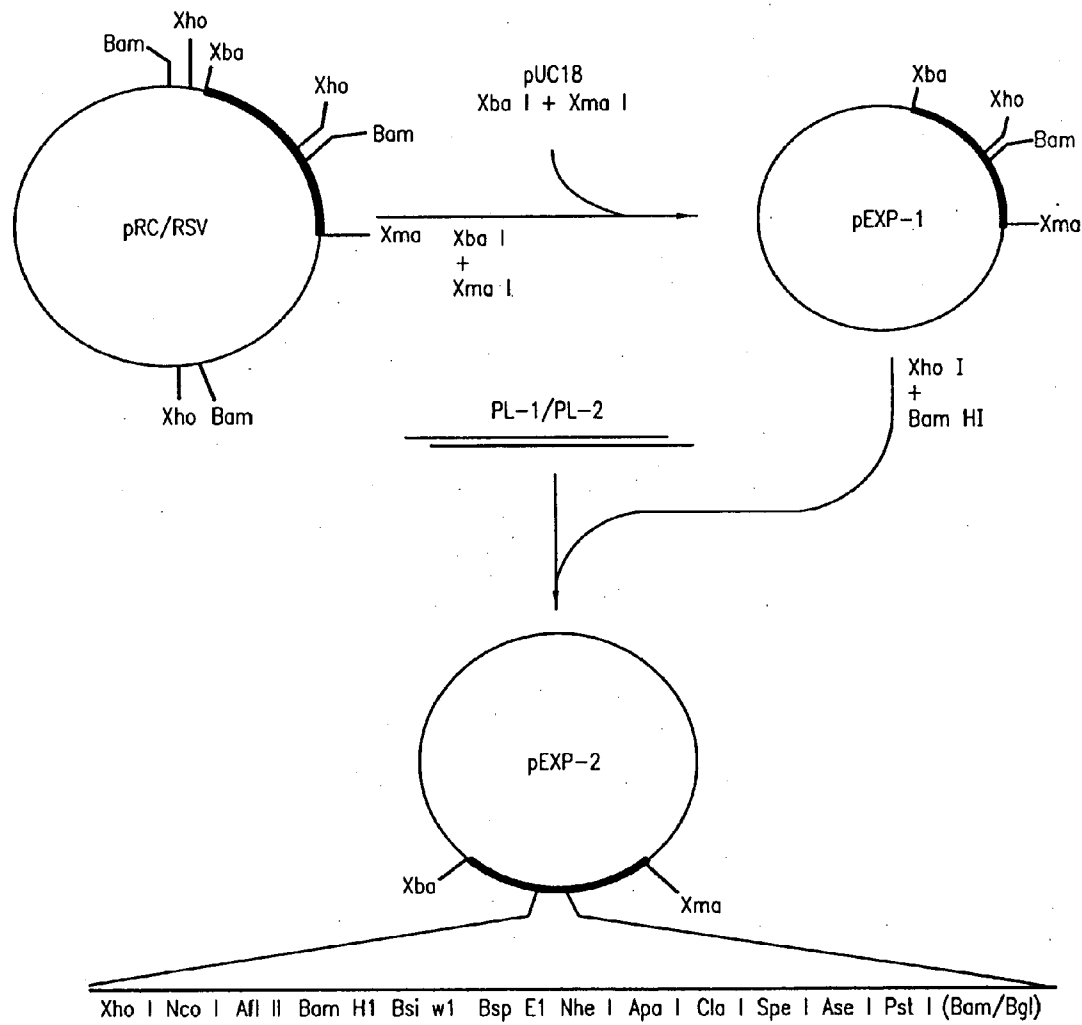 Xho
Bam
Xba
Xho
Bam
pRC/RSV
Xma
Xho Bam
pUC18
Xba I + Xma I
Xba I
+
Xma I
Xba
Xho
Bam
pEXP-1
Xma
Xho I
+
Bam HI
PL-1/PL-2
pEXP-2
Xba
Xma
Xho I Nco I Afl II Bam H1 Bsi w1 Bsp E1 Nhe I Apa I Cla I Spe I Ase I Pst I (Bam/Bgl)